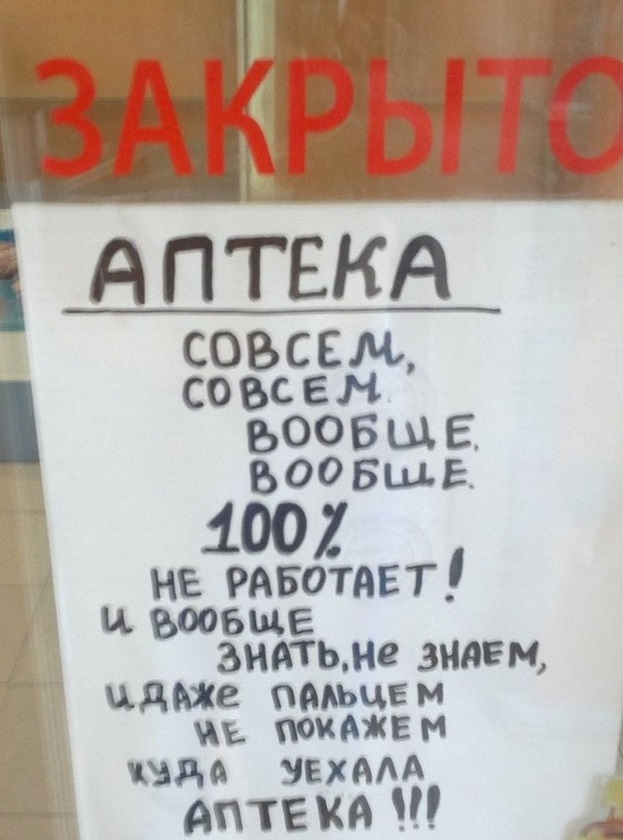 ЗАКРЫТО
АПТЕКА
СОВСЕМ,
СОВСЕМ.
ВООБЩЕ.
ВООБЩЕ.
100%
НЕ РАБОТАЕТ!
И ВООБЩЕ
ЗНАТЬ,Не ЗНАЕМ,
И ДАЖе ПАЛЬЦЕМ
НЕ ПОКАЖЕМ
КУДА УЕХАЛА
АПТЕКА!!!